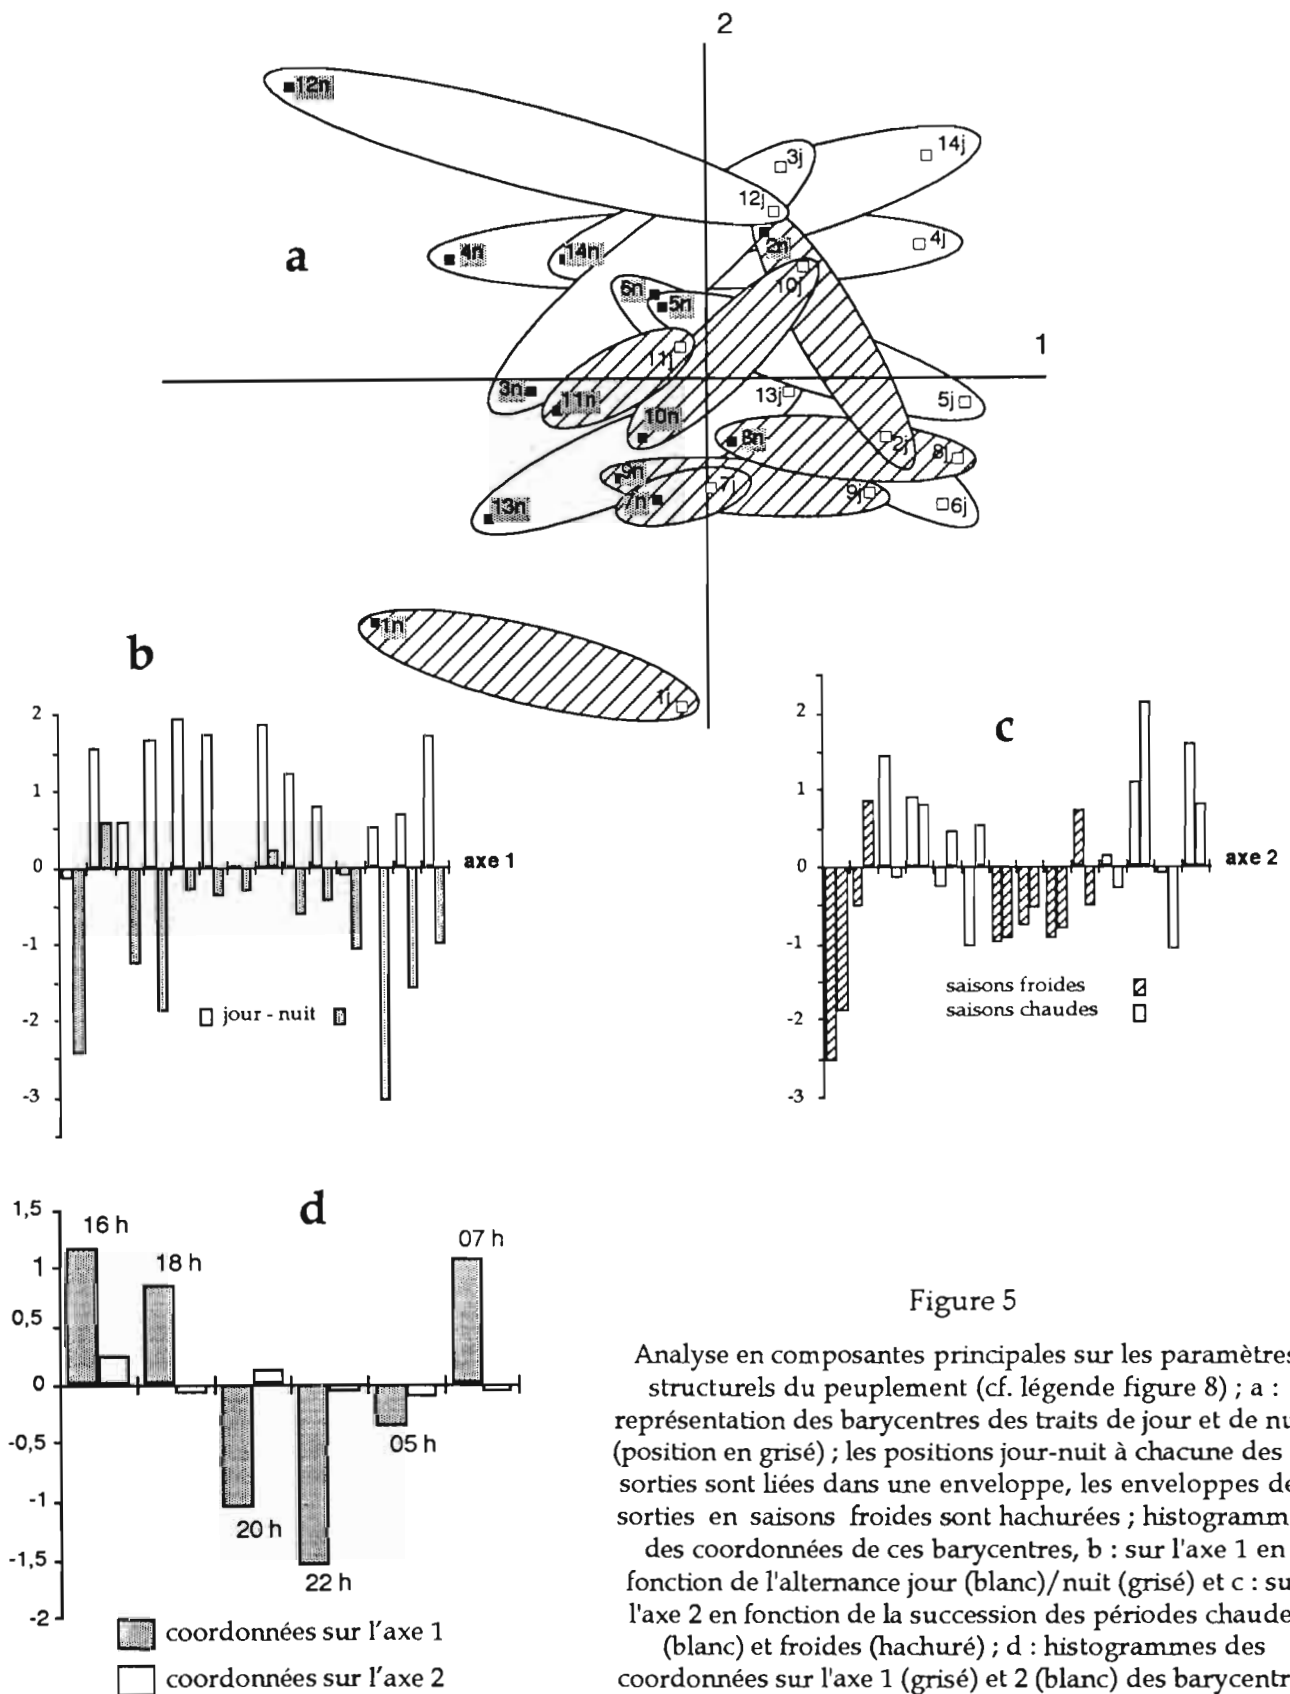 2
12n
3j
14j
12j
a
4n
14n
2n
4j
6n
5n
10j
11j
1
3n
11n
10n
13j
5j
8n
2j
8j
9n
7n
7j
9j
6j
13n
1n
1j
b
2
1
0
-1
-2
-3
axe 1
jour - nuit
c
2
1
0
-1
-2
-3
axe 2
saisons froides
saisons chaudes
d
1,5
1
0,5
0
-0,5
-1
-1,5
-2
16 h
18 h
20 h
22 h
05 h
07 h
coordonnées sur l'axe 1
coordonnées sur l'axe 2
Figure 5
Analyse en composantes principales sur les paramètres
structurels du peuplement (cf. légende figure 8) ; a :
représentation des barycentres des traits de jour et de
(position en grisé) ; les positions jour-nuit à chacune des
sorties sont liées dans une enveloppe, les enveloppes
sorties en saisons froides sont hachurées ;
des coordonnées de ces barycentres, b : sur l'axe 1 en
fonction de l'alternance jour (blanc)/nuit (grisé) et c :
l'axe 2 en fonction de la succession des périodes
(blanc) et froides (hachuré) ; d : histogrammes des
coordonnées sur l'axe 1 (grisé) et 2 (blanc) des